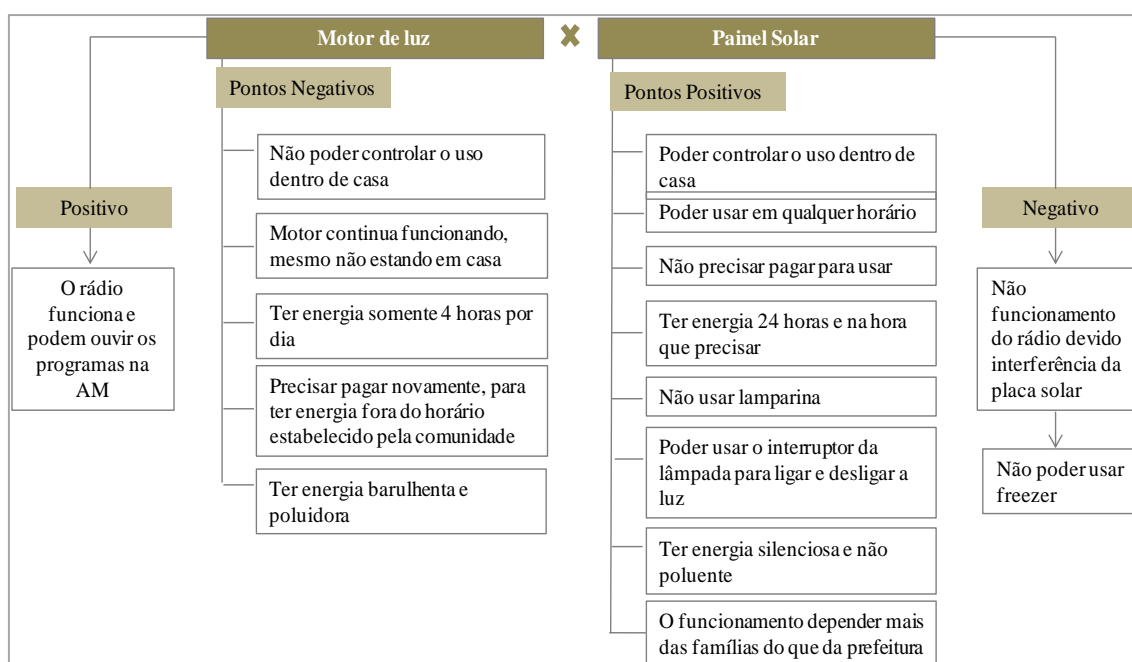 Motor de luz
Painel Solar
Pontos Negativos
Pontos Positivos
Positivo
Negativo
O rádio
funciona e
podem ouvir os
programas na
AM
Não poder controlar o uso
dentro de casa
Motor continua funcionando,
mesmo não estando em casa
Ter energia somente 4 horas por
dia
Precisar pagar novamente, para
ter energia fora do horário
estabelecido pela comunidade
Ter energia barulhenta e
poluidora
Poder controlar o uso dentro de
casa
Poder usar em qualquer horário
Não precisar pagar para usar
Ter energia 24 horas e na hora
que precisar
Não usar lamparina
Poder usar o interruptor da
lâmpada para ligar e desligar a
luz
Ter energia silenciosa e não
poluente
O funcionamento depender mais
das famílias do que da prefeitura
Não
funcionamento
do rádio devido
interferência da
placa solar
Não poder usar
freezer